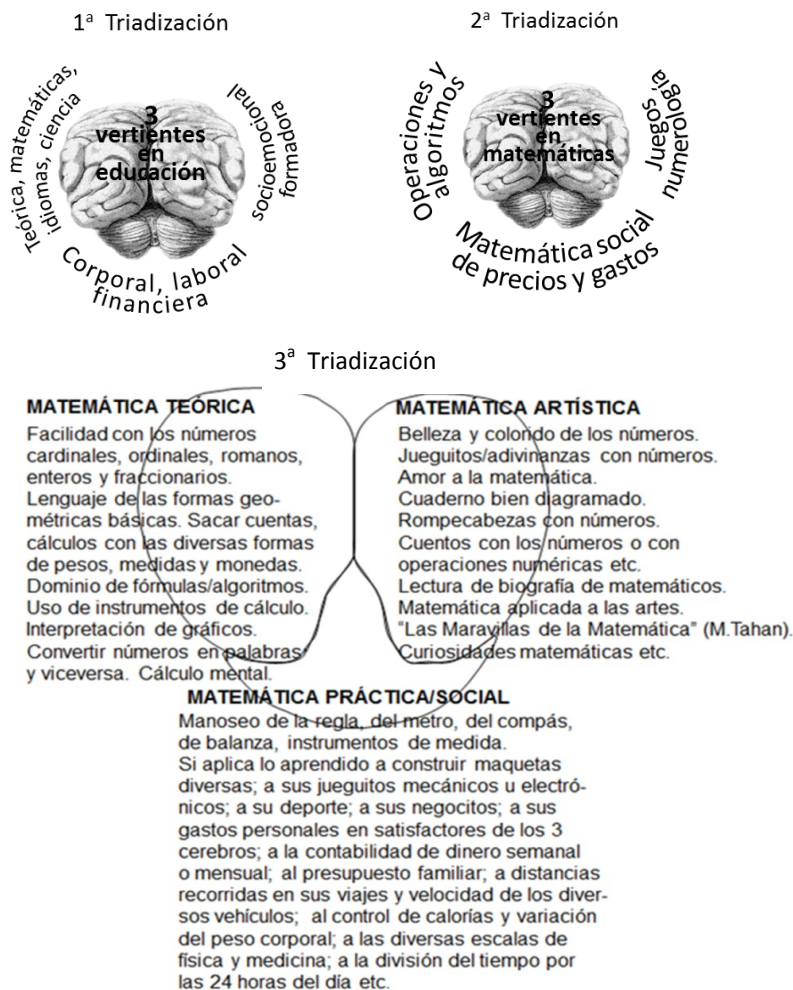 1ª Triadización
Teórica, matemáticas,
idiomas, ciencia
3
vertientes
en
educación
socioemocional
formadora
Corporal, laboral
financiera
2ª Triadización
Operaciones y
algoritmos
3
vertientes
en
matemáticas
Juegos
numerología
Matemática social
de precios y gastos
3ª Triadización
MATEMÁTICA TEÓRICA
Facilidad con los números
cardinales, ordinales, romanos,
enteros y fraccionarios.
Lenguaje de las formas geo-
métricas básicas. Sacar cuentas,
cálculos con las diversas formas
de pesos, medidas y monedas.
Dominio de fórmulas/algoritmos.
Uso de instrumentos de cálculo.
Interpretación de gráficos.
Convertir números en palabras
y viceversa. Cálculo mental.
MATEMÁTICA ARTÍSTICA
Belleza y colorido de los números.
Jueguitos/adivinanzas con números.
Amor a la matemática.
Cuaderno bien diagramado.
Rompecabezas con números.
Cuentos con los números o con
operaciones numéricas etc.
Lectura de biografía de matemáticos.
Matemática aplicada a las artes.
“Las Maravillas de la Matemática” (M.Tahan).
Curiosidades matemáticas etc.
MATEMÁTICA PRÁCTICA/SOCIAL
Manoseo de la regla, del metro, del compás,
de balanza, instrumentos de medida.
Si aplica lo aprendido a construir maquetas
diversas; a sus jueguitos mecánicos u electró-
nicos; a su deporte; a sus negocitos; a sus
gastos personales en satisfactores de los 3
cerebros; a la contabilidad de dinero semanal
o mensual; al presupuesto familiar; a distancias
recorridas en sus viajes y velocidad de los diver-
sos vehículos; al control de calorías y variación
del peso corporal; a las diversas escalas de
física y medicina; a la división del tiempo por
las 24 horas del día etc.